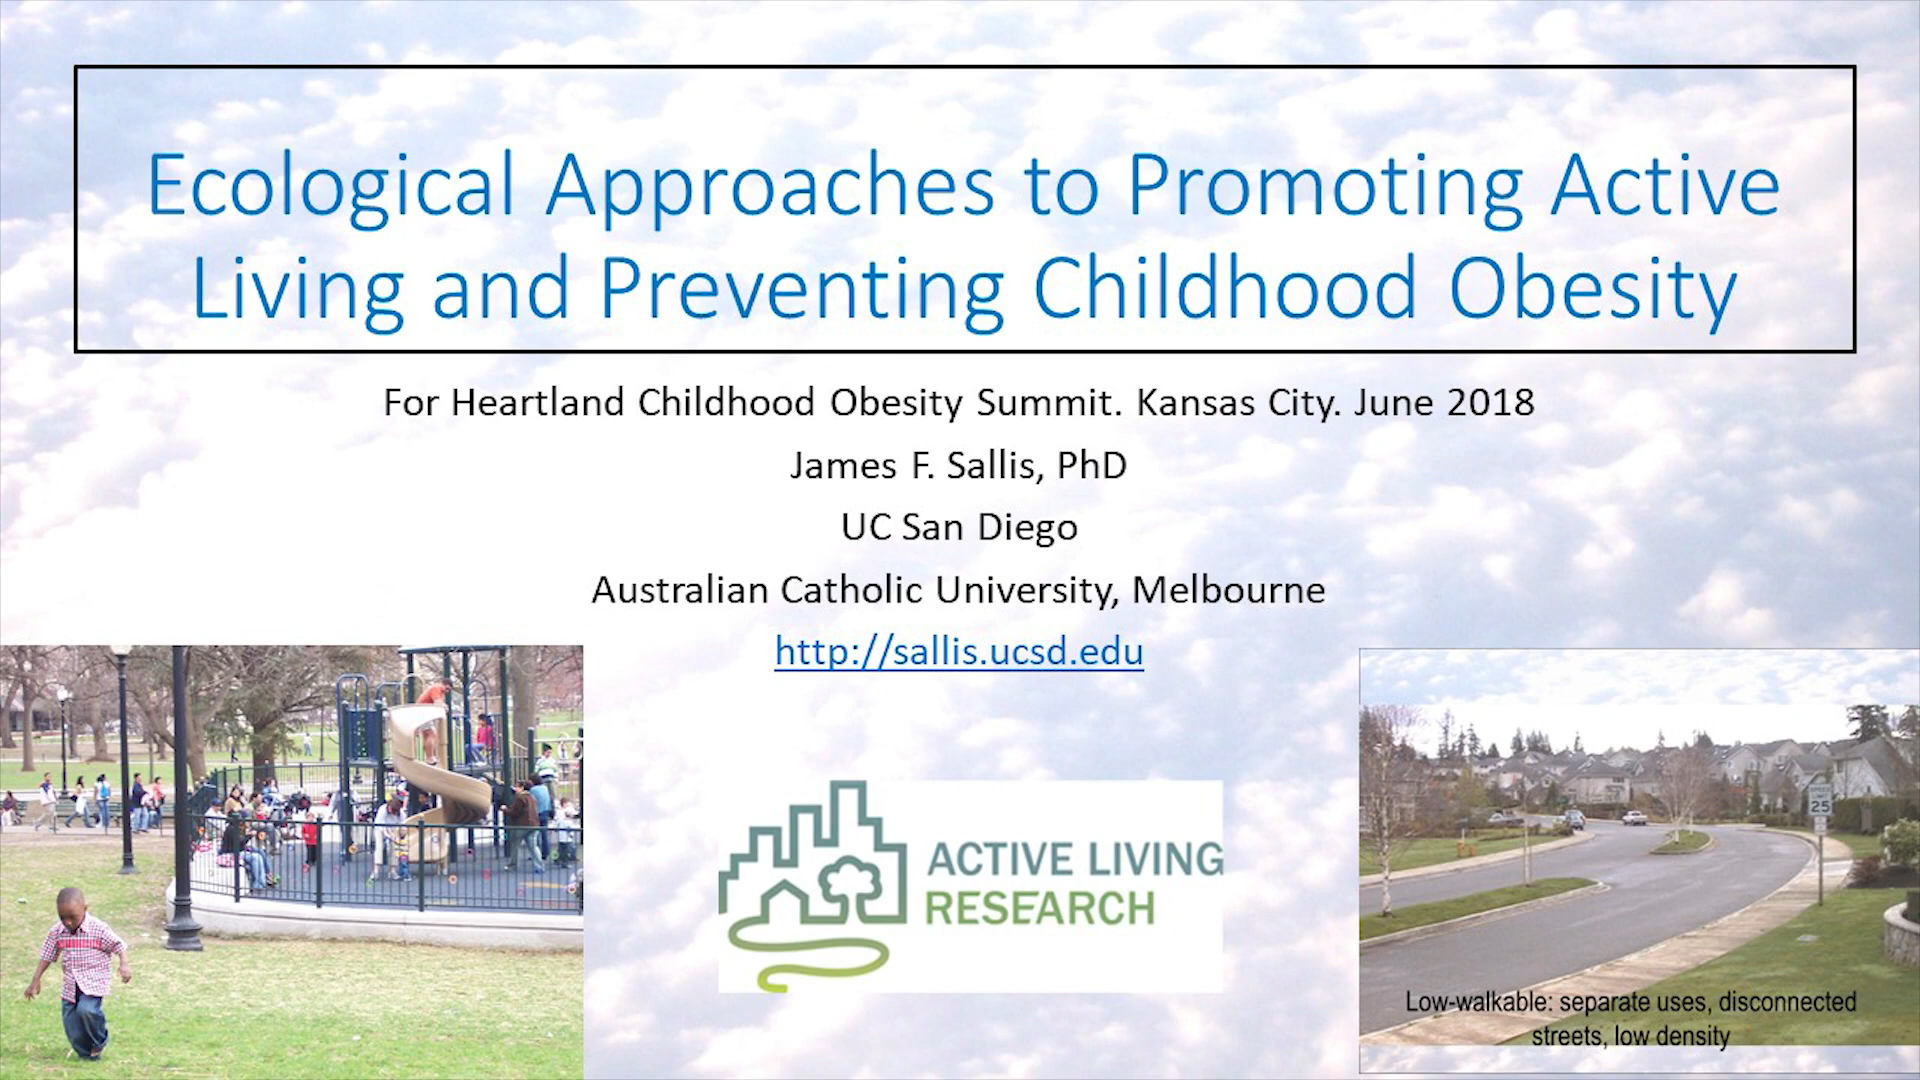 Ecological Approaches to Promoting Active
Living and Preventing Childhood Obesity
For Heartland Childhood Obesity Summit. Kansas City. June 2018
James F. Sallis, PhD
UC San Diego
Australian Catholic University, Melbourne
http://sallis.ucsd.edu
ACTIVE LIVING
RESEARCH
SPEED
LIMIT
25
Low-walkable: separate uses, disconnected
streets, low density